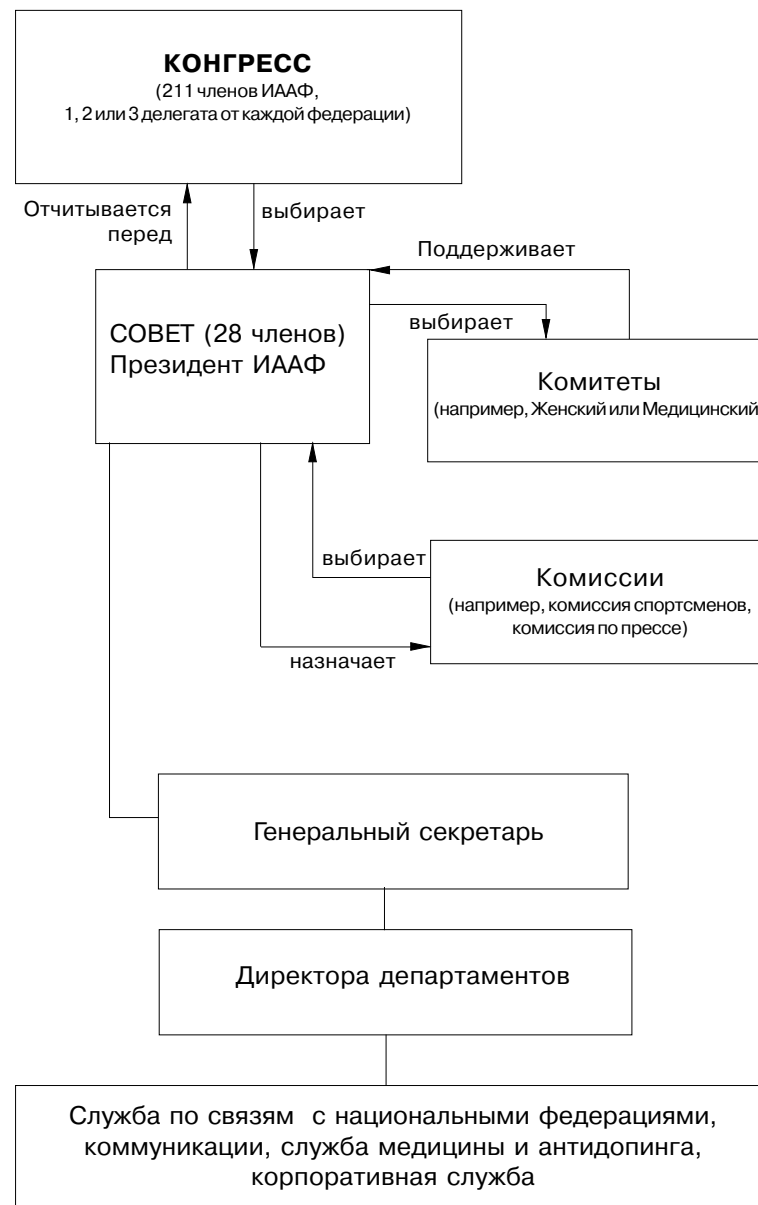 КОНГРЕСС
(211 членов ИААФ,
1, 2 или 3 делегата от каждой федерации)
Отчитывается
перед
выбирает
Поддерживает
СОВЕТ (28 членов)
Президент ИААФ
выбирает
Комитеты
(например, Женский или Медицинский
выбирает
Комиссии
(например, комиссия спортсменов,
комиссия по прессе)
назначает
Генеральный секретарь
Директора департаментов
Служба по связям с национальными федерациями,
коммуникации, служба медицины и антидопинга,
корпоративная служба